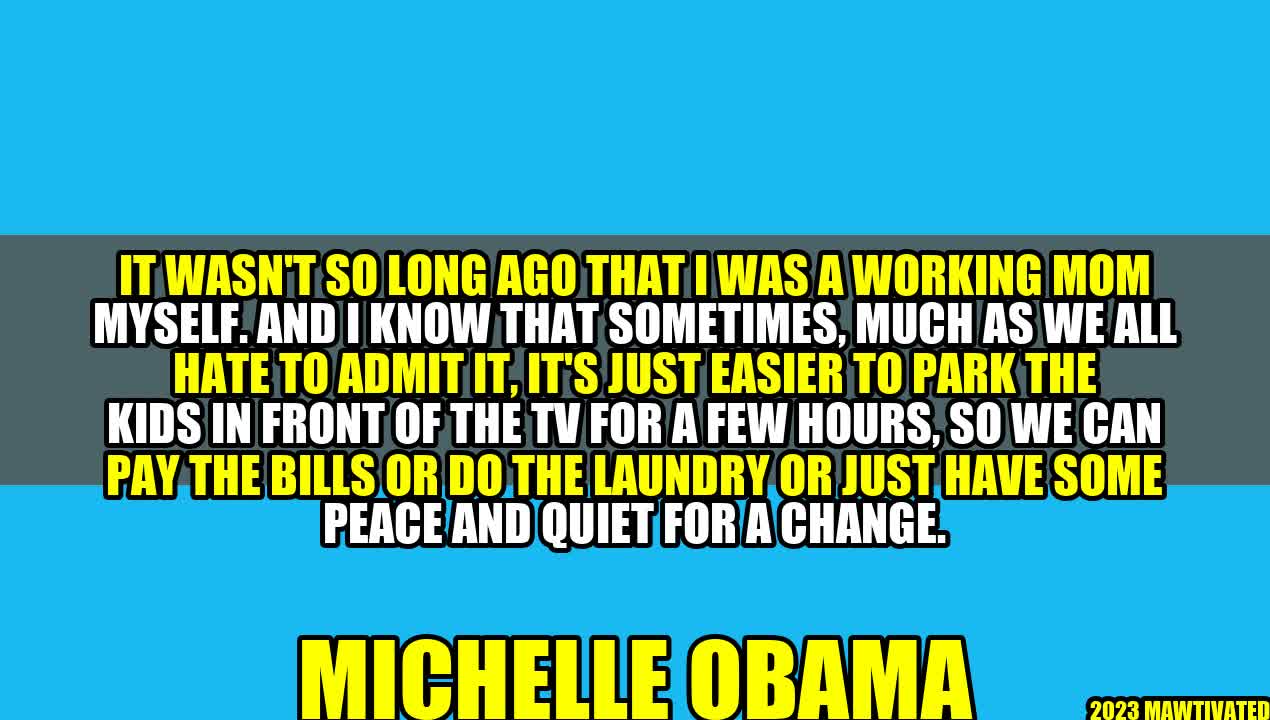 IT WASN'T SO LONG AGO THAT I WAS A WORKING MOM
MYSELF. AND I KNOW THAT SOMETIMES, MUCH AS WE ALL
HATE TO ADMIT IT, IT'S JUST EASIER TO PARK THE
KIDS IN FRONT OF THE TV FOR A FEW HOURS, SO WE CAN
PAY THE BILLS OR DO THE LAUNDRY OR JUST HAVE SOME
PEACE AND QUIET FOR A CHANGE.
MICHELLE OBAMA
2023 MAWTIVATED